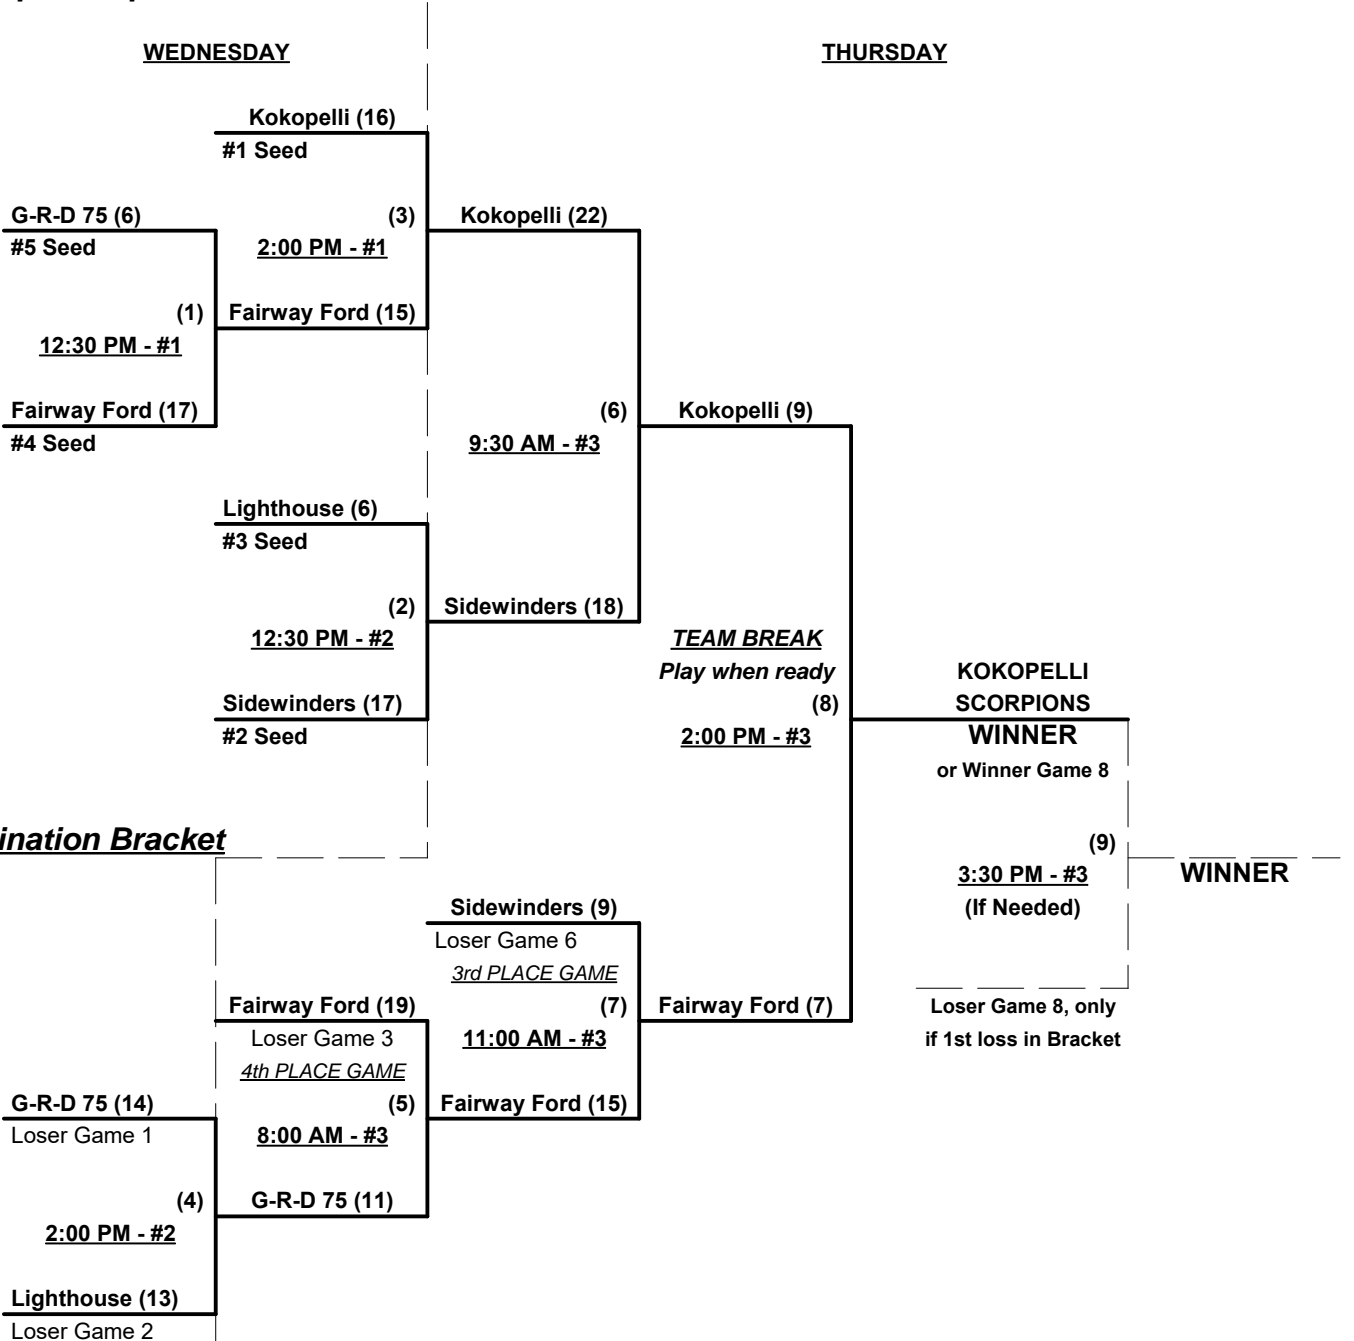 WEDNESDAY
THURSDAY
Kokopelli (16)
#1 Seed
G-R-D 75 (6)
(3)
Kokopelli (22)
#5 Seed
2:00 PM - #1
(1)
Fairway Ford (15)
12:30 PM - #1
Fairway Ford (17)
(6)
Kokopelli (9)
#4 Seed
9:30 AM - #3
Lighthouse (6)
#3 Seed
(2)
Sidewinders (18)
12:30 PM - #2
TEAM BREAK
Play when ready
KOKOPELLI
Sidewinders (17)
(8)
SCORPIONS
#2 Seed
2:00 PM - #3
WINNER
or Winner Game 8
ination Bracket
(9)
3:30 PM - #3
WINNER
(If Needed)
Sidewinders (9)
Loser Game 6
3rd PLACE GAME
Fairway Ford (19)
(7)
Fairway Ford (7)
Loser Game 8, only
Loser Game 3
11:00 AM - #3
if 1st loss in Bracket
4th PLACE GAME
G-R-D 75 (14)
(5)
Fairway Ford (15)
Loser Game 1
8:00 AM - #3
(4)
G-R-D 75 (11)
2:00 PM - #2
Lighthouse (13)
Loser Game 2